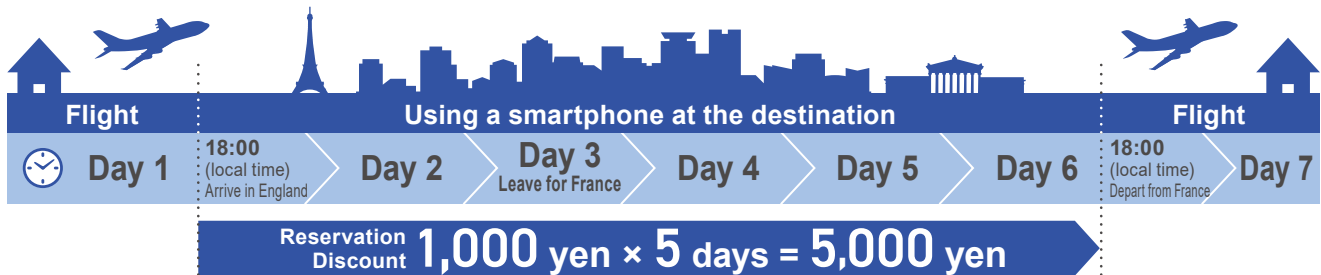 Flight
Using a smartphone at the destination
Flight
Day 1
18:00
(local time)
Arrive in England
Day 2
Day 3
Leave for France
Day 4
Day 5
Day 6
18:00
(local time)
Depart from France
Day 7
Reservation
Discount
1,000 yen × 5 days = 5,000 yen